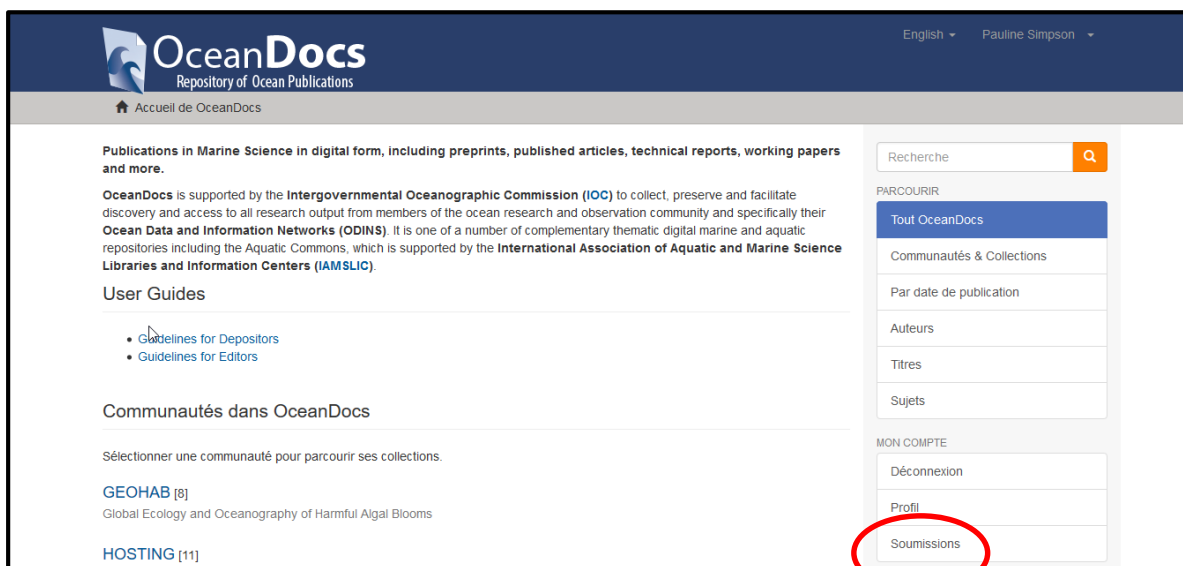 English Pauline Simpson
OceanDocs
Repository of Ocean Publications
Accueil de OceanDocs
Publications in Marine Science in digital form, including preprints, published articles, technical reports, working papers
and more.
OceanDocs is supported by the Intergovernmental Oceanographic Commission (IOC) to collect, preserve and facilitate
discovery and access to all research output from members of the ocean research and observation community and specifically their
Ocean Data and Information Networks (ODINS). It is one of a number of complementary thematic digital marine and aquatic
repositories including the Aquatic Commons, which is supported by the International Association of Aquatic and Marine Science
Libraries and Information Centers (IAMSLIC).
User Guides
Guidelines for Depositors
Guidelines for Editors
Communautés dans OceanDocs
Sélectionner une communauté pour parcourir ses collections.
GEOHAB [8]
Global Ecology and Oceanography of Harmful Algal Blooms
HOSTING [11]
Recherche
PARCOURIR
Tout OceanDocs
Communautés & Collections
Par date de publication
Auteurs
Titres
Sujets
MON COMPTE
Déconnexion
Profil
Soumissions